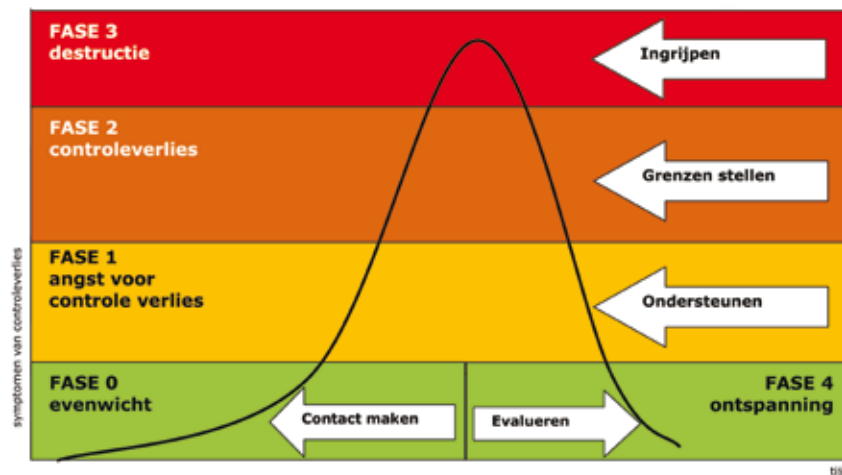 FASE 3
destructie
Ingrijpen
FASE 2
controleverlies
Grenzen stellen
FASE 1
angst voor
controle verlies
Ondersteunen
FASE 0
evenwicht
Contact maken
Evalueren
FASE 4
ontspanning
symptomen van controleverlies